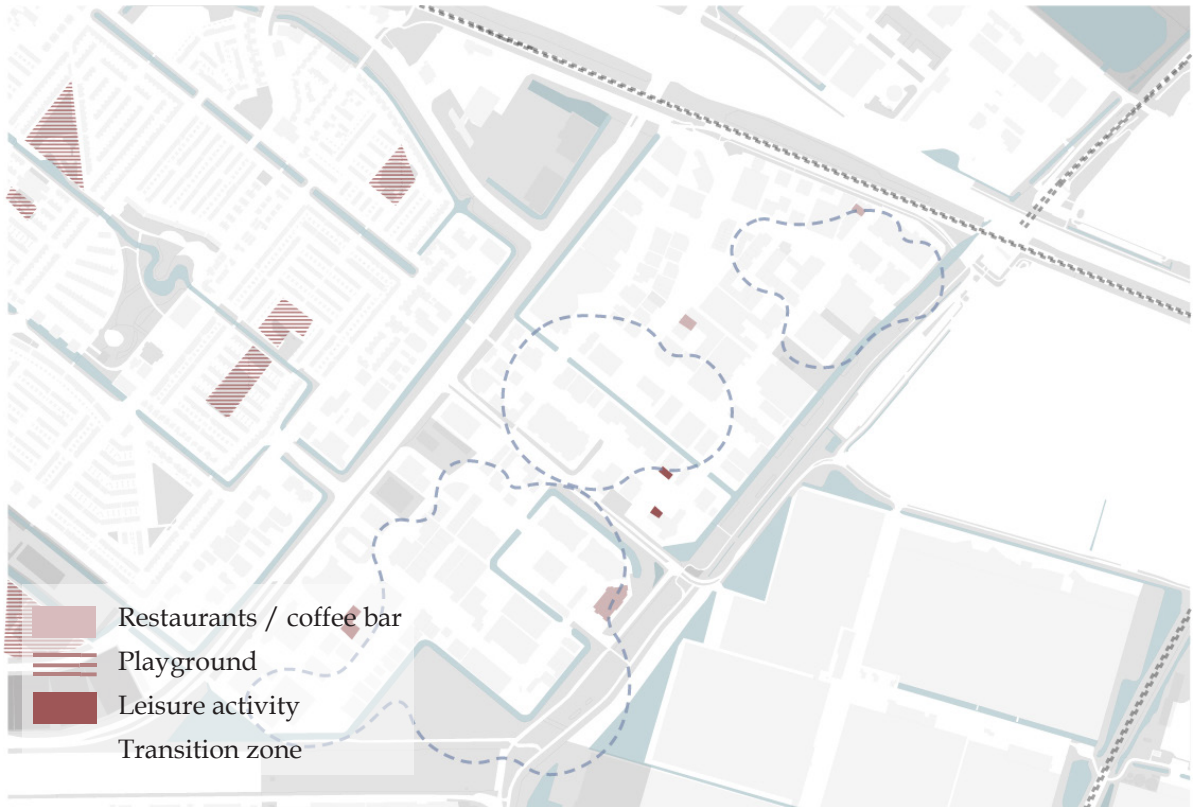 Restaurants / coffee bar
Playground
Leisure activity
Transition zone